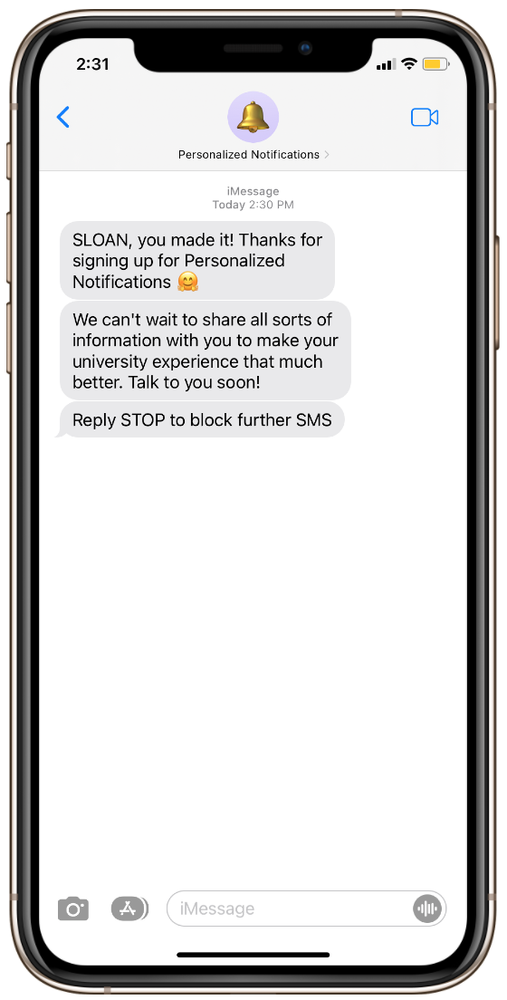 2:31
Personalized Notifications
iMessage
Today 2:30 PM
SLOAN, you made it! Thanks for
signing up for Personalized
Notifications 🤗
We can't wait to share all sorts of
information with you to make your
university experience that much
better. Talk to you soon!
Reply STOP to block further SMS
iMessage